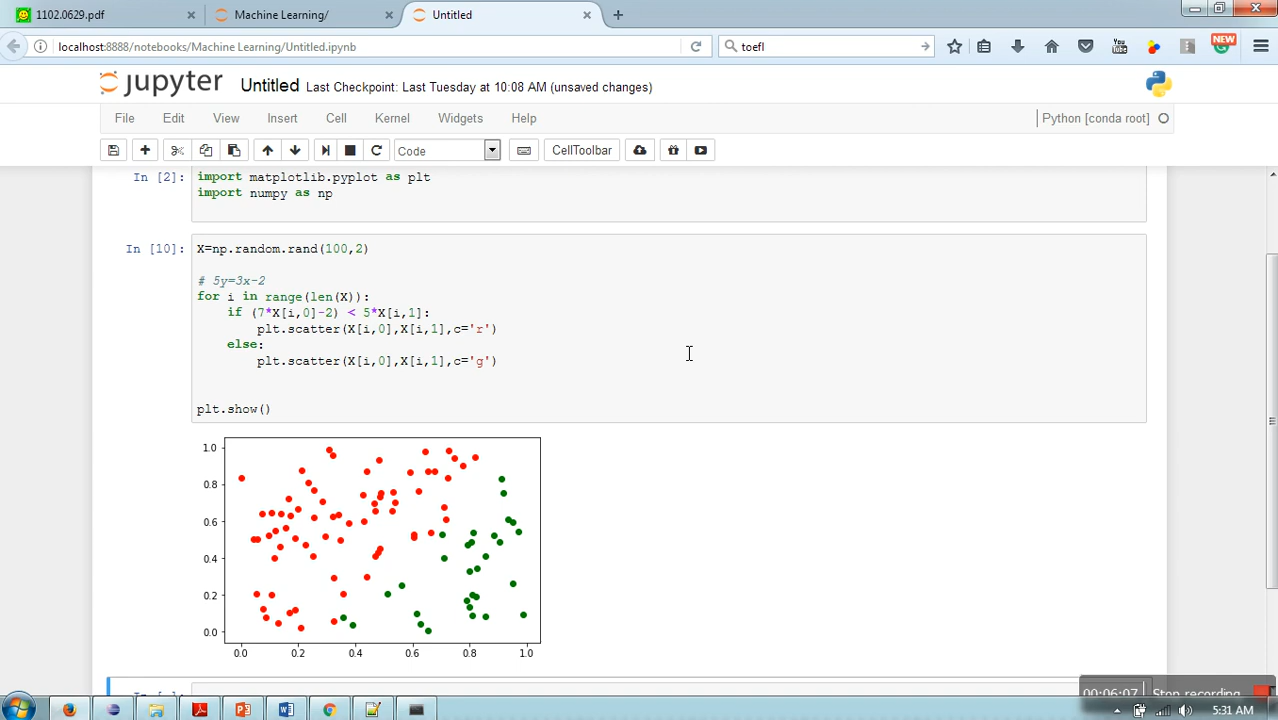 1102.0629.pdf
Machine Learning/
Untitled
localhost:8888/notebooks/Machine Learning/Untitled.ipynb
toefl
You Tube
NEW
jupyter Untitled Last Checkpoint: Last Tuesday at 10:08 AM (unsaved changes)
File Edit View Insert Cell Kernel Widgets Help
Python [conda root]
Code
CellToolbar
In [2]:
import matplotlib.pyplot as plt
import numpy as np
In [10]:
X=np.random.rand(100,2)
# 5y=3x-2
for i in range(len(X)):
if (7*X[i,0]-2) < 5*X[i,1]:
plt.scatter(X[i,0],X[i,1],c='r')
else:
plt.scatter(X[i,0],X[i,1],c='g')
plt.show()
1.0
0.8
0.6
0.4
0.2
0.0
0.0 0.2 0.4 0.6 0.8 1.0
00:06:07
Stop recording
5:31 AM